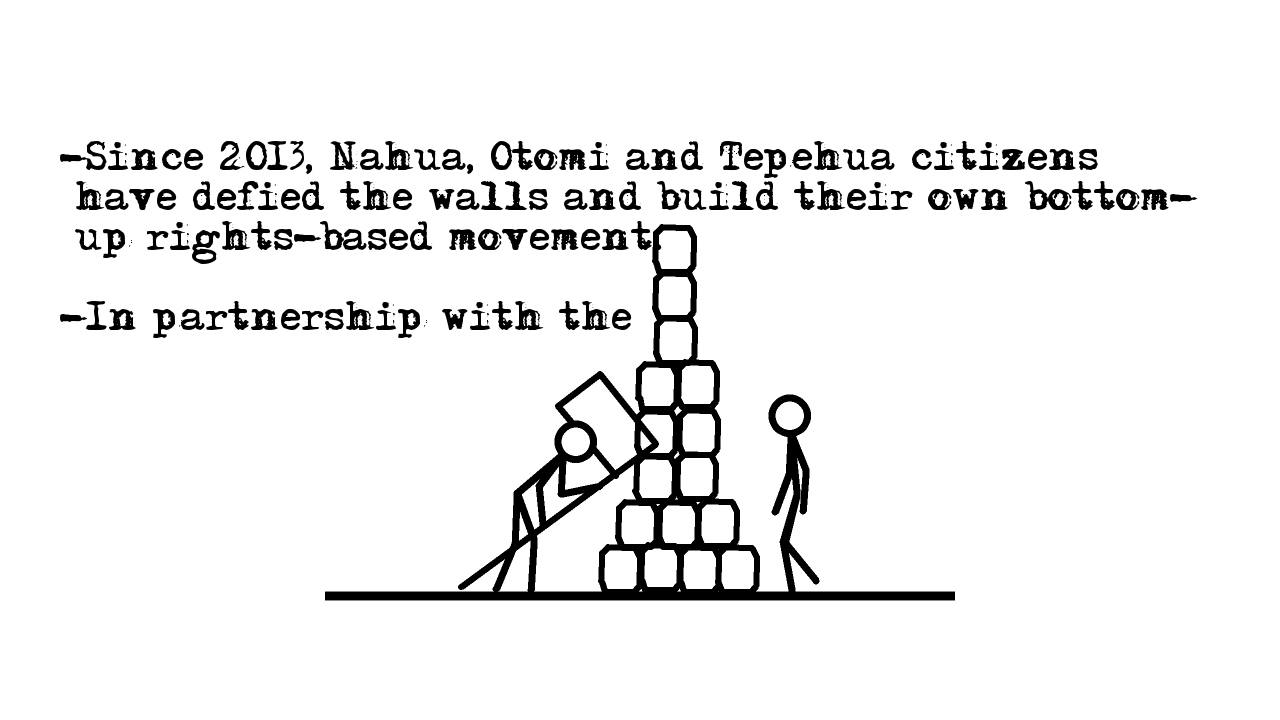 -Since 2013, Nahua, Otomi and Tepehua citizens
have defied the walls and build their own bottom-
up rights-based movement.
-In partnership with the